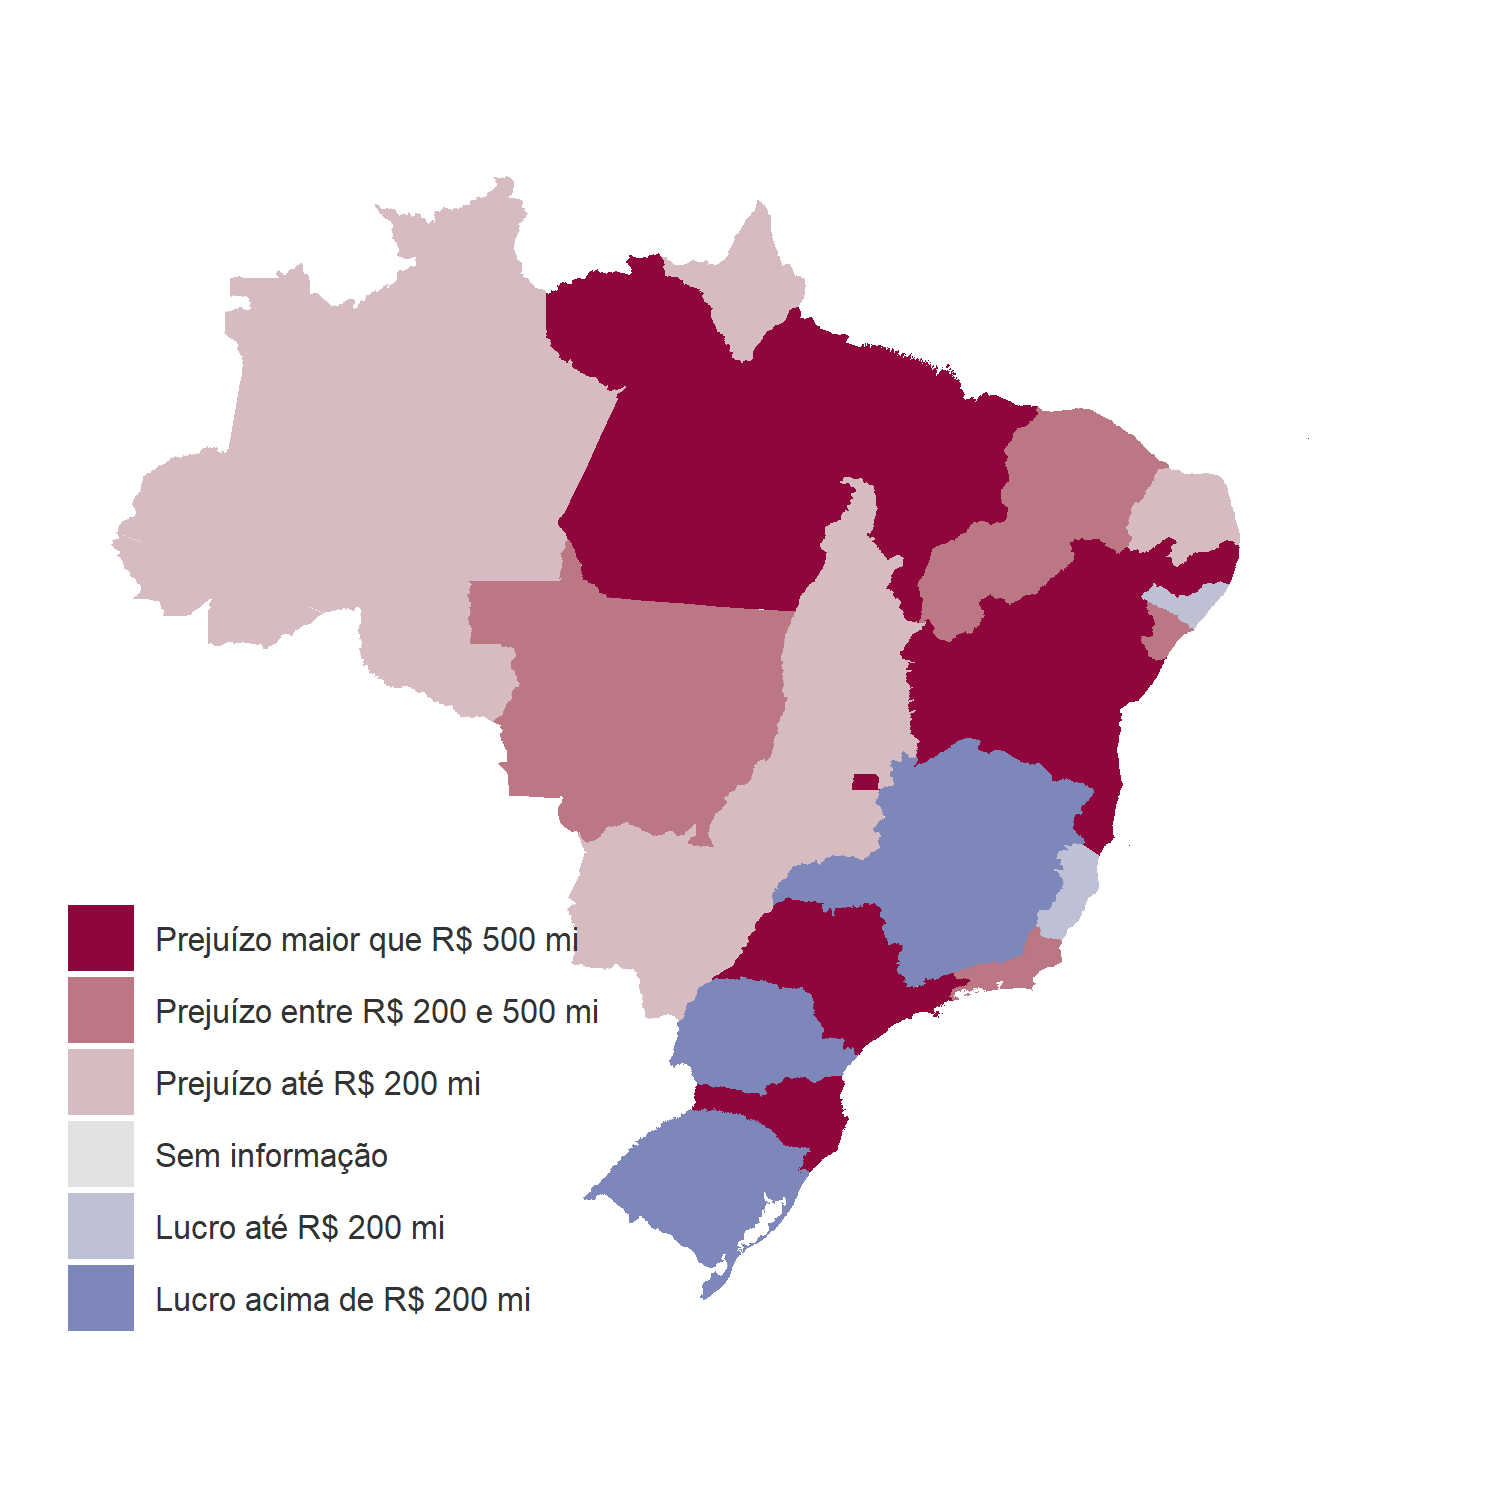 Prejuízo maior que R$ 500 mi
Prejuízo entre R$ 200 e 500 mi
Prejuízo até R$ 200 mi
Sem informação
Lucro até R$ 200 mi
Lucro acima de R$ 200 mi